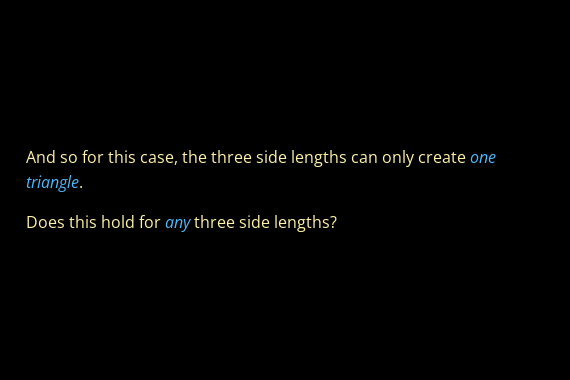 And so for this case, the three side lengths can only create one
triangle.
Does this hold for any three side lengths?